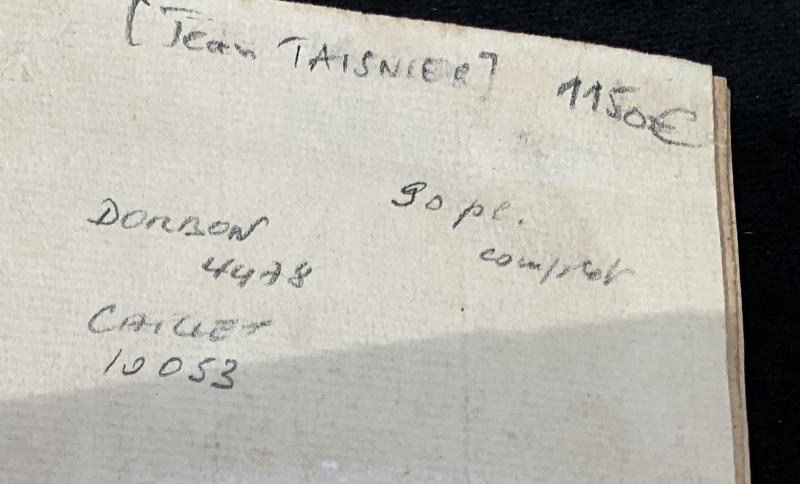 [Jean TAISNIER]
1150€
90 pl.
complet
DORBON
4478
CAILLET
10053